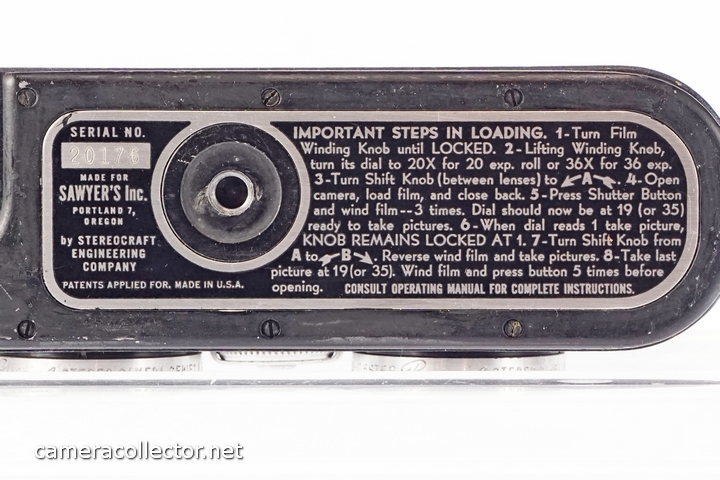 SERIAL NO.
20176
MADE FOR
SAWYER'S Inc.
PORTLAND 7,
OREGON
by STEREOCRAFT
ENGINEERING
COMPANY
PATENTS APPLIED FOR. MADE IN U.S.A.
IMPORTANT STEPS IN LOADING. 1-Turn Film
Winding Knob until LOCKED. 2-Lifting Winding Knob,
turn its dial to 20X for 20 exp. roll or 36X for 36 exp.
3-Turn Shift Knob (between lenses) to A. 4-Open
camera, load film, and close back. 5-Press Shutter Button
and wind film--3 times. Dial should now be at 19 (or 35)
ready to take pictures. 6-When dial reads 1 take picture,
KNOB REMAINS LOCKED AT 1. 7-Turn Shift Knob from
A to B. Reverse wind film and take pictures. 8-Take last
picture at 19 (or 35). Wind film and press button 5 times before
opening. CONSULT OPERATING MANUAL FOR COMPLETE INSTRUCTIONS.
cameracollector.net